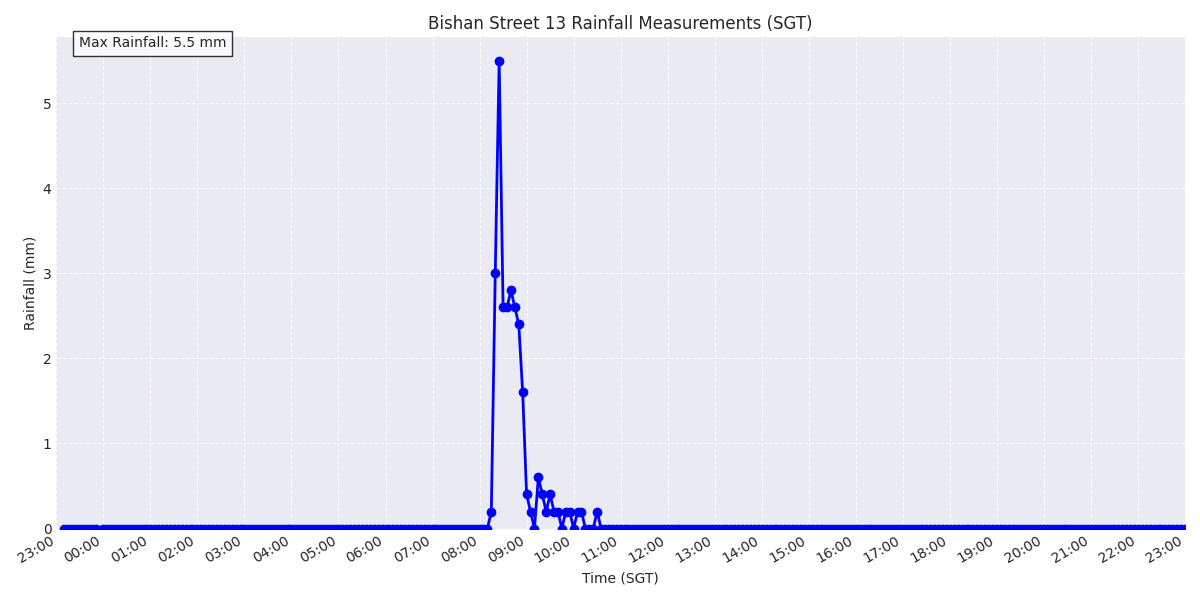 Bishan Street 13 Rainfall Measurements (SGT)
Max Rainfall: 5.5 mm
Rainfall (mm)
5
4
3
2
1
0
23:00 00:00 01:00 02:00 03:00 04:00 05:00 06:00 07:00 08:00 09:00 10:00 11:00 12:00 13:00 14:00 15:00 16:00 17:00 18:00 19:00 20:00 21:00 22:00 23:00
Time (SGT)